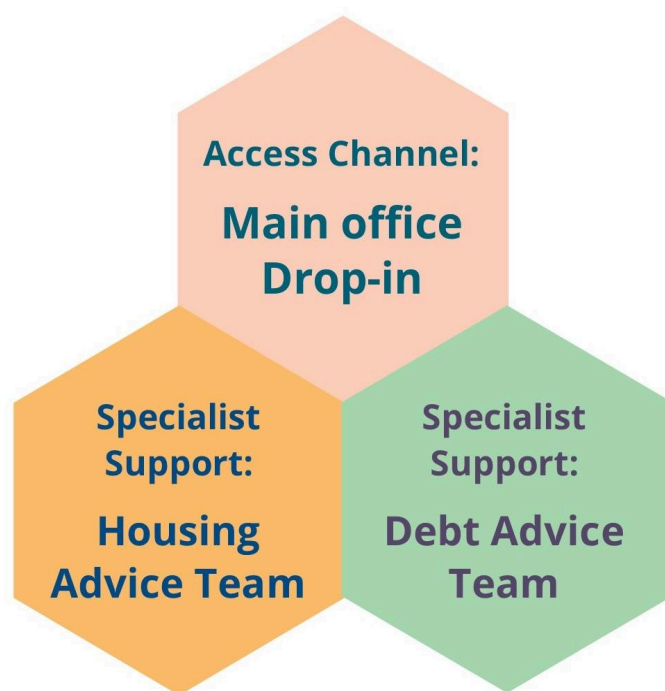 Access Channel:
Main office
Drop-in
Specialist
Support:
Housing
Advice Team
Specialist
Support:
Debt Advice
Team